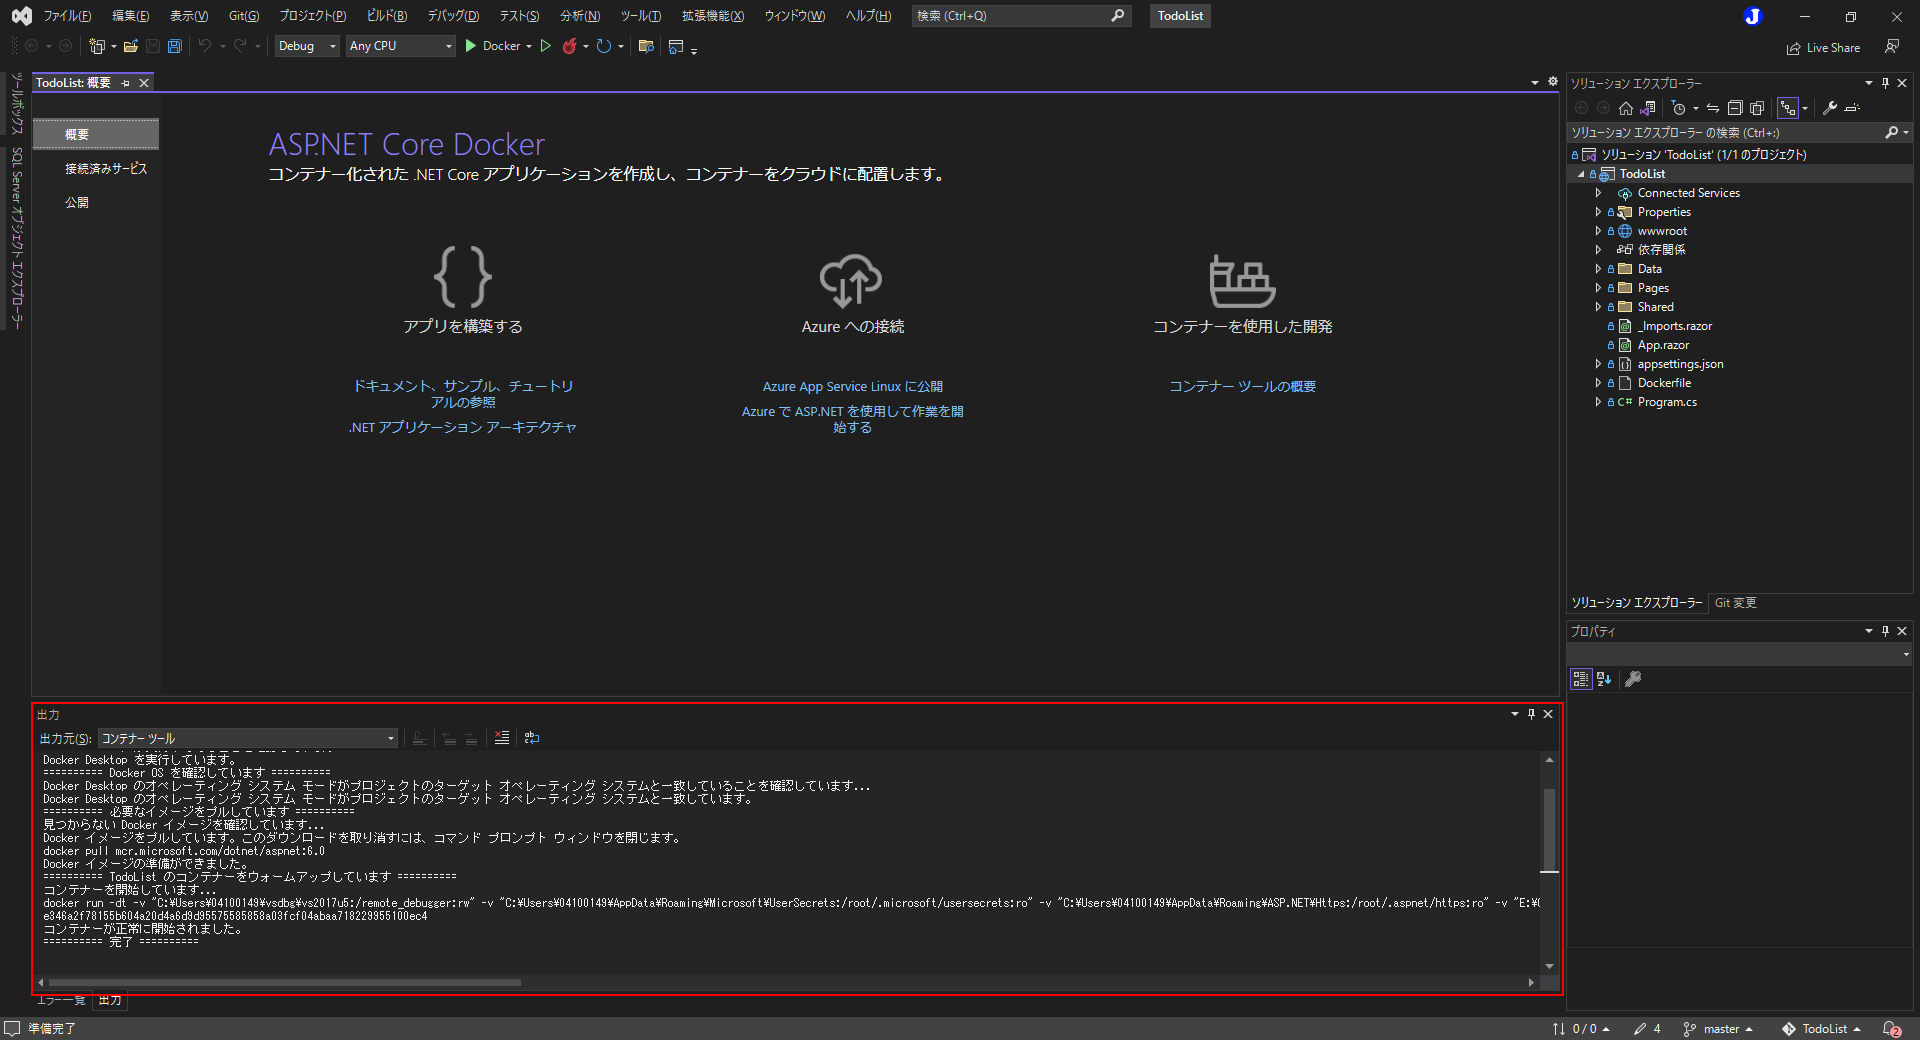 ファイル(F) 編集(E) 表示(V) Git(G) プロジェクト(P) ビルド(B) デバッグ(D) テスト(S) 分析(N) ツール(T) 拡張機能(X) ウィンドウ(W) ヘルプ(H) 検索 (Ctrl+Q) TodoList
J
Debug Any CPU Docker
Live Share
ツールボックス
SQL Server オブジェクト エクスプローラー
TodoList: 概要
概要
接続済みサービス
公開
ASP.NET Core Docker
コンテナー化された .NET Core アプリケーションを作成し、コンテナーをクラウドに配置します。
アプリを構築する
ドキュメント、サンプル、チュートリ
アルの参照
.NET アプリケーション アーキテクチャ
Azure への接続
Azure App Service Linux に公開
Azure で ASP.NET を使用して作業を開
始する
コンテナーを使用した開発
コンテナー ツールの概要
ソリューション エクスプローラー
ソリューション エクスプローラー の検索 (Ctrl+:)
ソリューション 'TodoList' (1/1 のプロジェクト)
TodoList
Connected Services
Properties
wwwroot
依存関係
Data
Pages
Shared
_Imports.razor
App.razor
appsettings.json
Dockerfile
C# Program.cs
ソリューション エクスプローラー Git 変更
プロパティ
出力
出力元(S): コンテナー ツール
Docker Desktop を実行しています。
========== Docker OS を確認しています ==========
Docker Desktop のオペレーティング システム モードがプロジェクトのターゲット オペレーティング システムと一致していることを確認しています...
Docker Desktop のオペレーティング システム モードがプロジェクトのターゲット オペレーティング システムと一致しています。
========== 必要なイメージをプルしています ==========
見つからない Docker イメージを確認しています...
Docker イメージをプルしています。このダウンロードを取り消すには、コマンド プロンプト ウィンドウを閉じます。
docker pull mcr.microsoft.com/dotnet/aspnet:6.0
Docker イメージの準備ができました。
========== TodoList のコンテナーをウォームアップしています ==========
コンテナーを開始しています...
docker run -dt -v "C:¥Users¥04100149¥vsdbg¥vs2017u5:/remote_debugger:rw" -v "C:¥Users¥04100149¥AppData¥Roaming¥Microsoft¥UserSecrets:/root/.microsoft/usersecrets:ro" -v "C:¥Users¥04100149¥AppData¥Roaming¥ASP.NET¥Https:/root/.aspnet/https:ro" -v "E:¥
e346a2f78155b604a20d4a6d9d95575585858a03fcf04abaa718229955100ec4
コンテナーが正常に開始されました。
========== 完了 ==========
エラー一覧 出力
準備完了 0 / 0 4 master TodoList 2